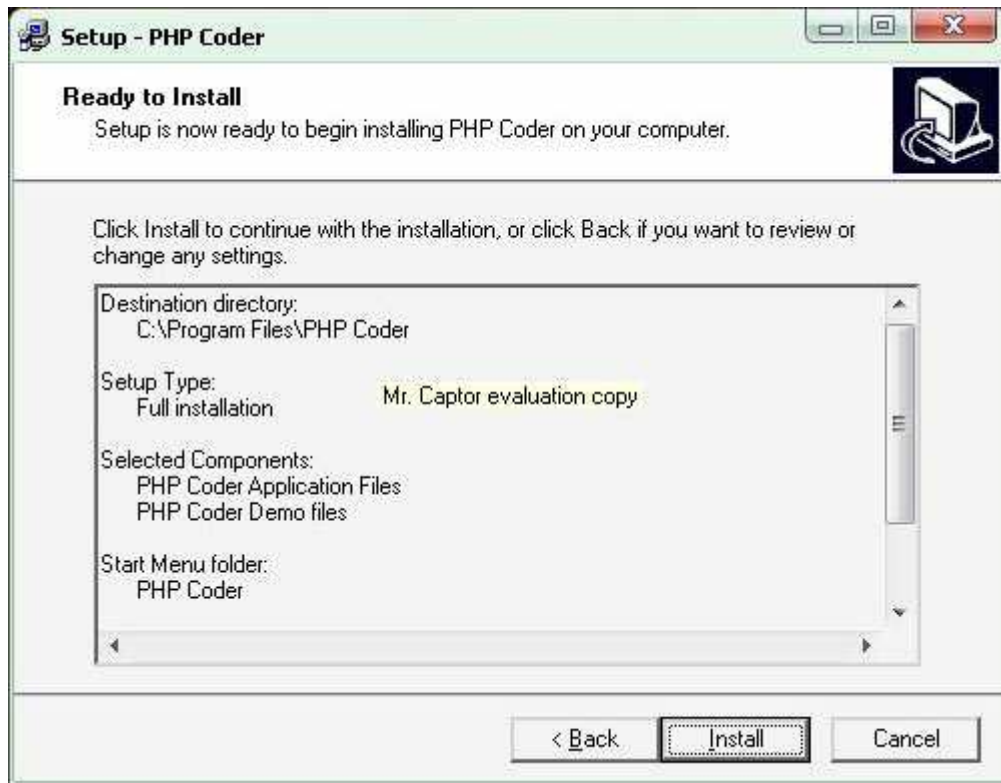 Setup - PHP Coder
Ready to Install
Setup is now ready to begin installing PHP Coder on your computer.
Click Install to continue with the installation, or click Back if you want to review or
change any settings.
Destination directory:
C:\Program Files\PHP Coder
Setup Type:
Full installation
Mr. Captor evaluation copy
Selected Components:
PHP Coder Application Files
PHP Coder Demo files
Start Menu folder:
PHP Coder
< Back
Install
Cancel